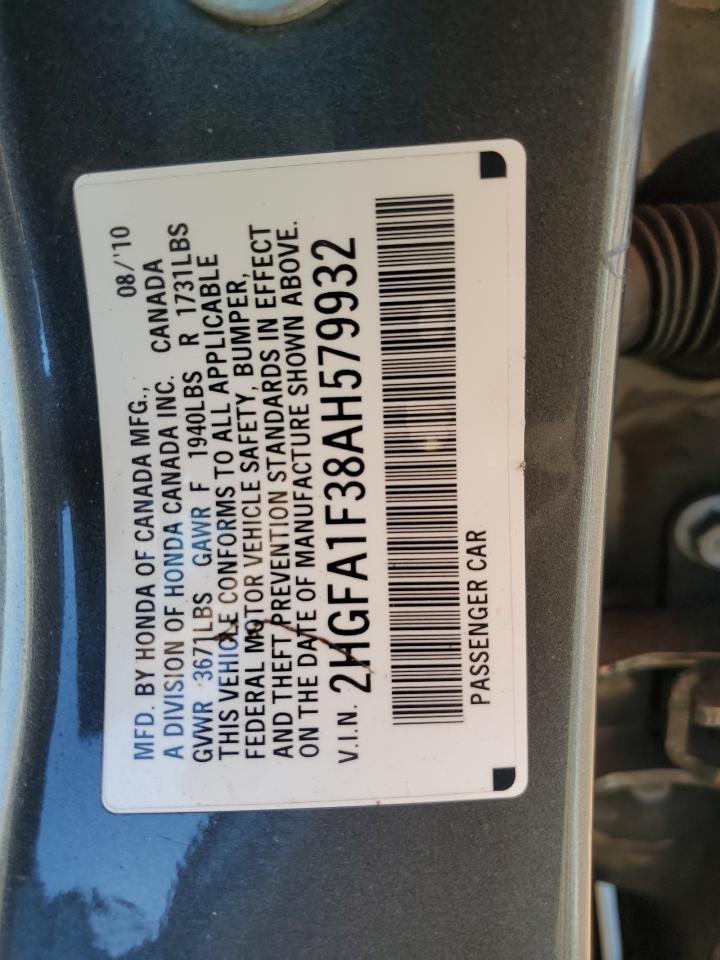 MFD. BY HONDA OF CANADA MFG., 08/'10
A DIVISION OF HONDA CANADA INC. CANADA
GVWR 3671LBS GAWR F 1940LBS R 1731LBS
THIS VEHICLE CONFORMS TO ALL APPLICABLE
FEDERAL MOTOR VEHICLE SAFETY, BUMPER,
AND THEFT PREVENTION STANDARDS IN EFFECT
ON THE DATE OF MANUFACTURE SHOWN ABOVE.
V.I.N. 2HGFA1F38AH579932
PASSENGER CAR